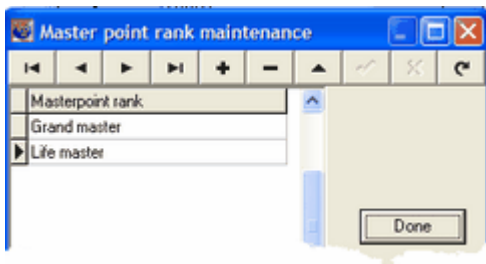 Master point rank maintenance
Masterpoint rank
Grand master
Life master
Done